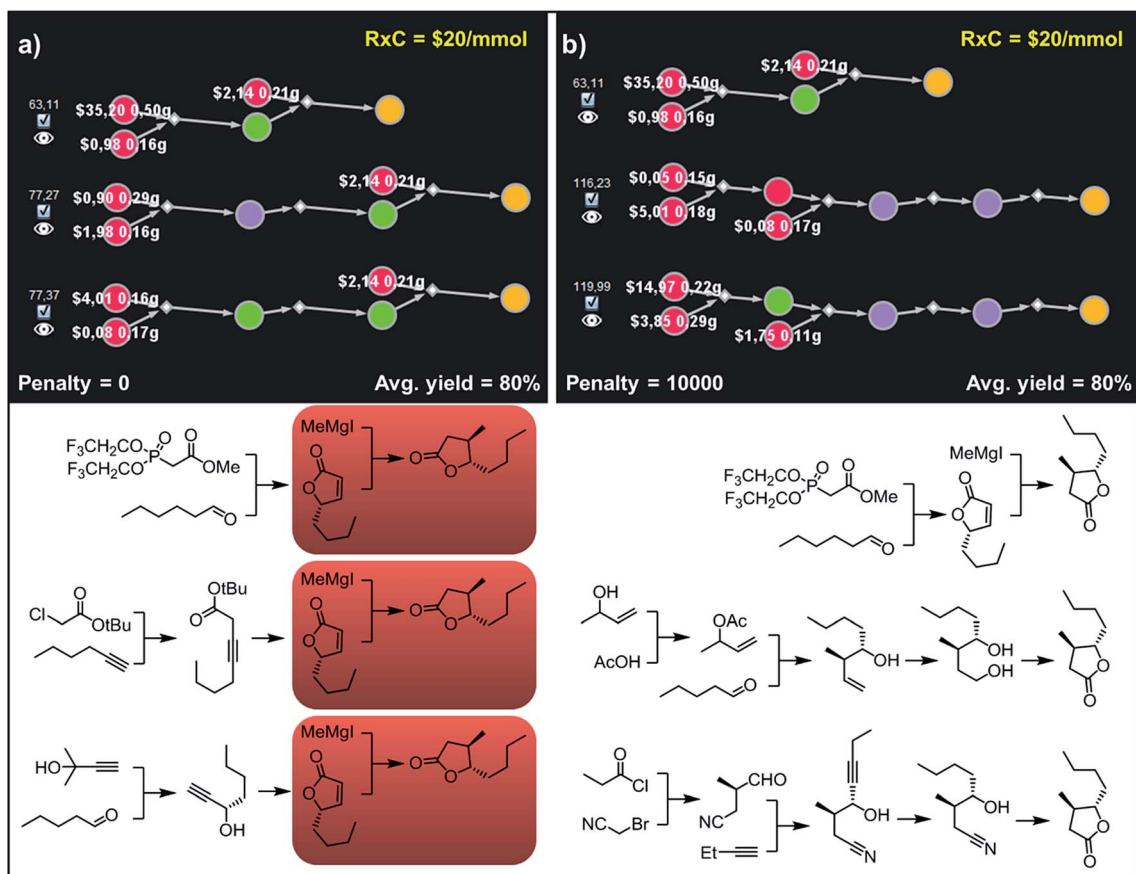 a)
RxC = $20/mmol
63,11
$35,20 0,50g
$2,14 0,21g
$0,98 0,16g
77,27
$0,90 0,29g
$2,14 0,21g
$1,98 0,16g
77,37
$4,01 0,16g
$2,14 0,21g
$0,08 0,17g
Penalty = 0
Avg. yield = 80%
b)
RxC = $20/mmol
63,11
$35,20 0,50g
$2,14 0,21g
$0,98 0,16g
116,23
$0,05 0,15g
$5,01 0,18g
$0,08 0,17g
119,99
$14,97 0,22g
$3,85 0,29g
$1,75 0,11g
Penalty = 10000
Avg. yield = 80%
F3CH2CO O O
F3CH2CO P OMe
O
MeMgI
O
O
O
O
OtBu
O
Cl OtBu
O
MeMgI
O
O
O
O
HO
O
OH
MeMgI
O
O
O
O
F3CH2CO O O
F3CH2CO P OMe
O
MeMgI
O
O
O
O
OH
AcOH
OAc
O
OH
OH
OH
O
O
O
Cl
NC Br
CHO
NC
Et
OH
N
OH
N
O
O